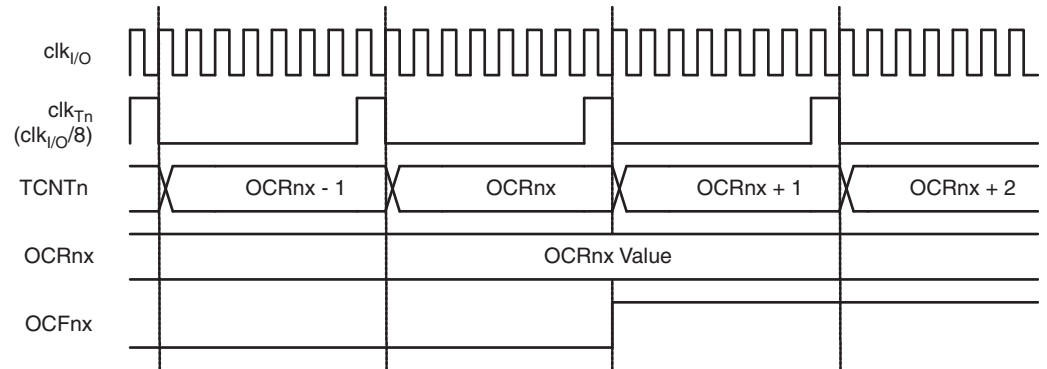 clkI/O
clkTn
(clkI/O/8)
TCNTn OCRnx - 1 OCRnx OCRnx + 1 OCRnx + 2
OCRnx OCRnx Value
OCFnx